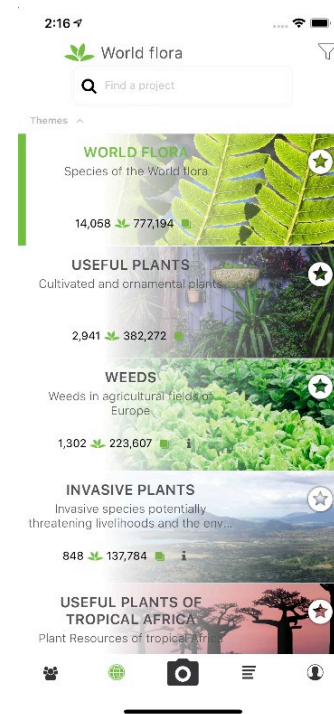 2:16
World flora
Find a project
Themes
WORLD FLORA
Species of the World flora
14,058 777,194
USEFUL PLANTS
Cultivated and ornamental plants
2,941 382,272
WEEDS
Weeds in agricultural fields of
Europe
1,302 223,607 i
INVASIVE PLANTS
Invasive species potentially
threatening livelihoods and the env...
848 137,784 i
USEFUL PLANTS OF
TROPICAL AFRICA
Plant Resources of tropical Africa